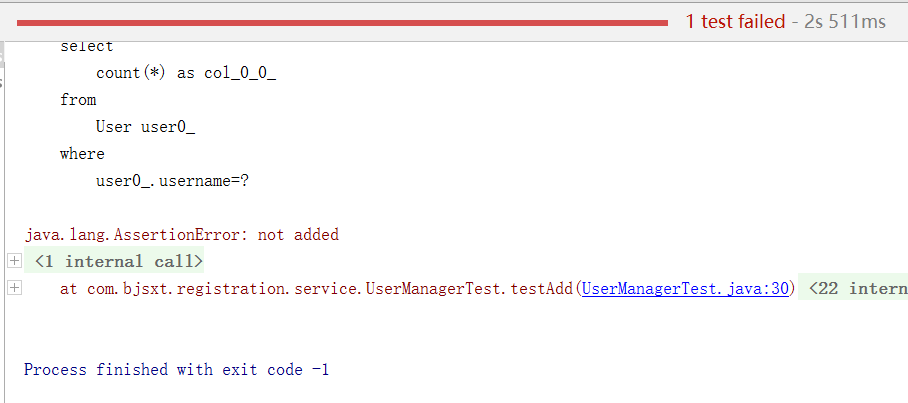 1 test failed - 2s 511ms
select
count(*) as col_0_0_
from
User user0_
where
user0_.username=?
java.lang.AssertionError: not added
<1 internal call>
at com.bjsxt.registration.service.UserManagerTest.testAdd(UserManagerTest.java:30) <22 intern
Process finished with exit code -1